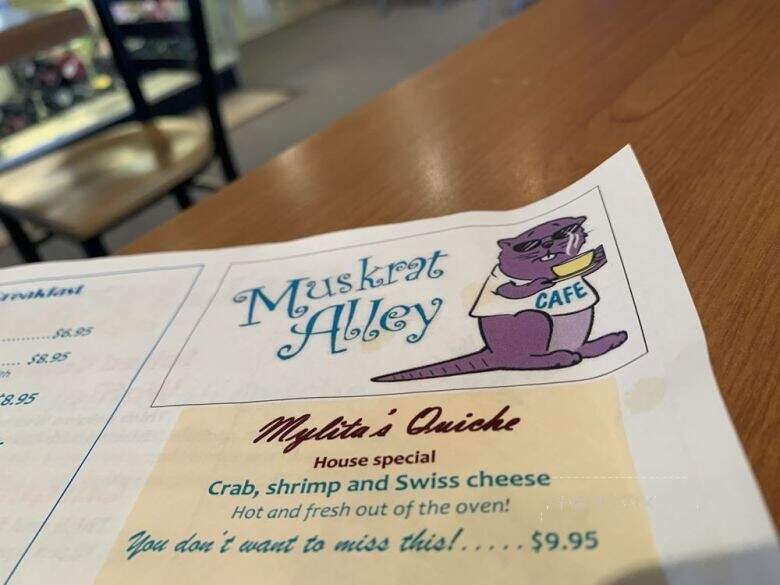 Breakfast
$6.95
$8.95
8.95
Muskrat
Alley
CAFE
Mylita's Quiche
House special
Crab, shrimp and Swiss cheese
Hot and fresh out of the oven!
You don't want to miss this!.....$9.95